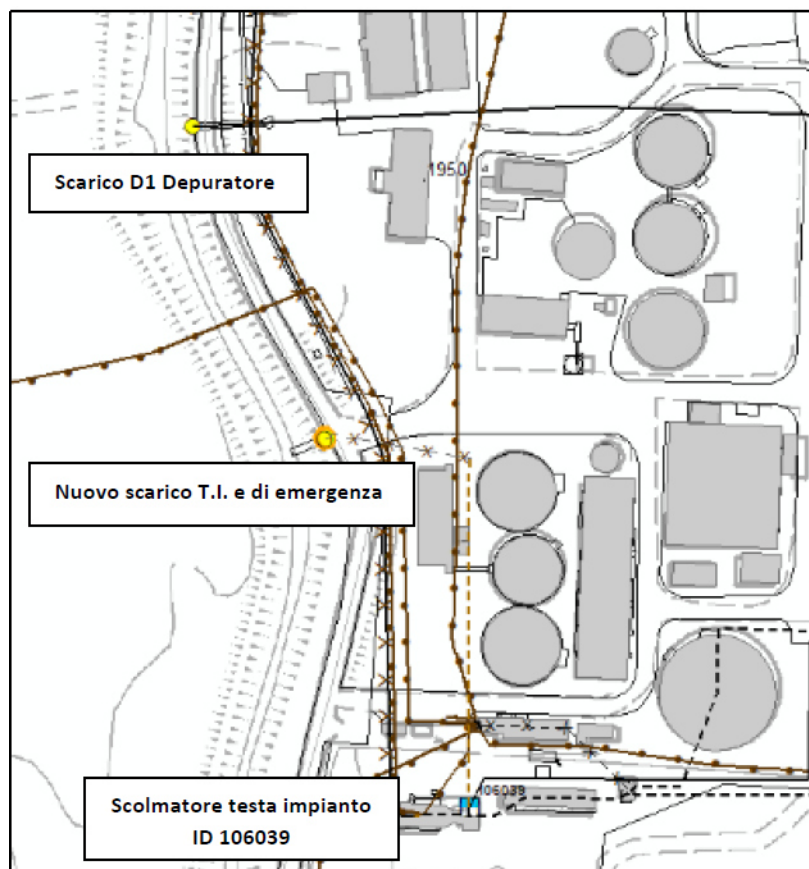 Scarico D1 Depuratore
1950
Nuovo scarico T.I. e di emergenza
Scolmatore testa impianto
ID 106039
106039